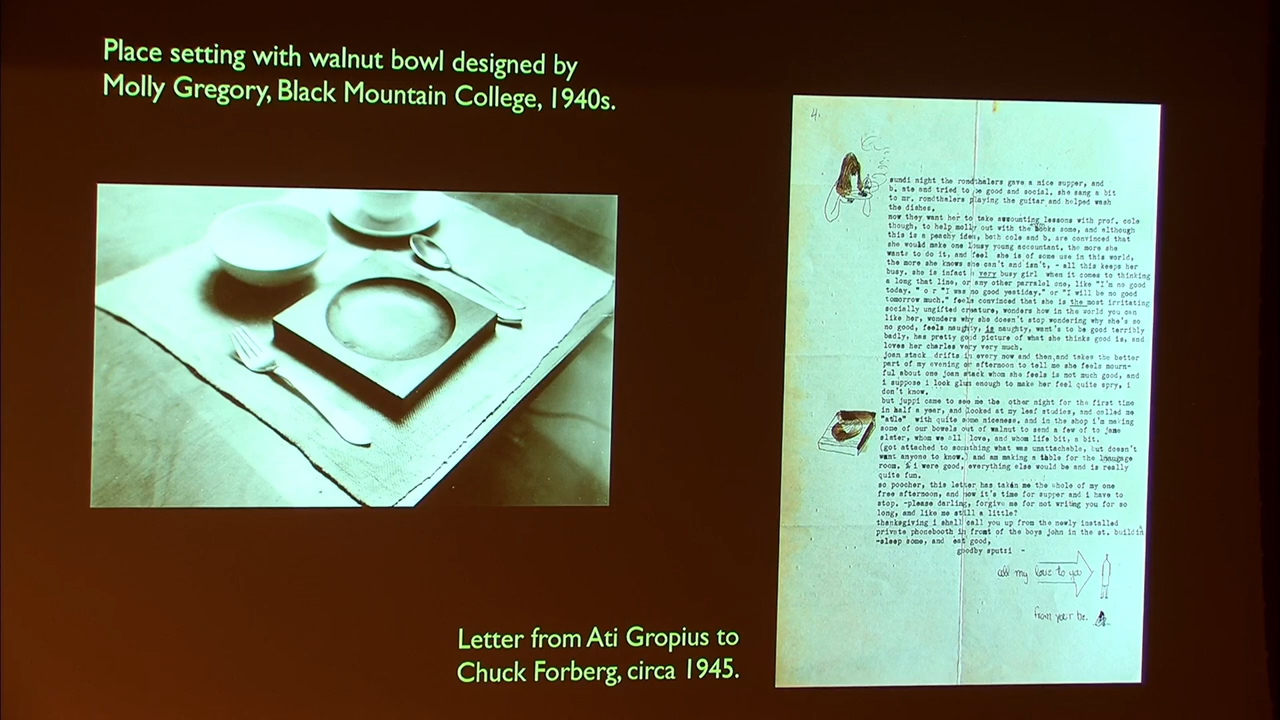 Place setting with walnut bowl designed by
Molly Gregory, Black Mountain College, 1940s.
4.
sundi night the rondthalers gave a nice supper, and
b. ate and tried to be good and social. she sang a bit
to mr. rondthalers playing the guitar and helped wash
the dishes.
now they want her to take accounting lessons with prof. cole
though, to help molly out with the books some, and although
this is a peachy idea, both cole and b. are convinced that
she would make one lousy young accountant. the more she
wants to do it, and feel she is of some use in this world,
the more she knows she can't and isn't, - all this keeps her
busy. she is infact a very busy girl when it comes to thinking
a long that line, or any other parralel one, like "I'm no good
today. " o r "I was no good yestiday," or "I will be no good
tomorrow much." feels convinced that she is the most irritating
socially ungifted creature, wonders how in the world you can
like her, wonders why she doesn't stop wondering why she's so
no good, feels naughty, is naughty, want's to be good terribly
badly, has pretty good picture of what she thinks good is, and
loves her charles very very much.
joan stack drifts in every now and then, and takes the better
part of my evening or afternoon to tell me she feels mourn-
ful about one joan stack whom she feels is not much good, and
i suppose i look glum enough to make her feel quite spry, i
don't know.
but juppi came to see me the other night for the first time
in half a year, and looked at my leaf studies, and called me
"atle" with quite some niceness. and in the shop i'm making
some of our bowels out of walnut to send a few of to jane
slater, whom we all love, and whom life bit, a bit.
(got attached to something what was unattachable, but doesn't
want anyone to know.) and am making a table for the language
room. i were good, everything else would be and is really
quite fun.
so poocher, this letter has taken me the whole of my one
free afternoon, and now it's time for supper and i have to
stop. -please darling, forgive me for not writing you for so
long, and like me still a little?
thanksgiving i shall call you up from the newly installed
private phonebooth in front of the boys john in the st. buildin
-sleep some, and eat good,
goodby sputzi -
all my love to you
from your be.
Letter from Ati Gropius to
Chuck Forberg, circa 1945.